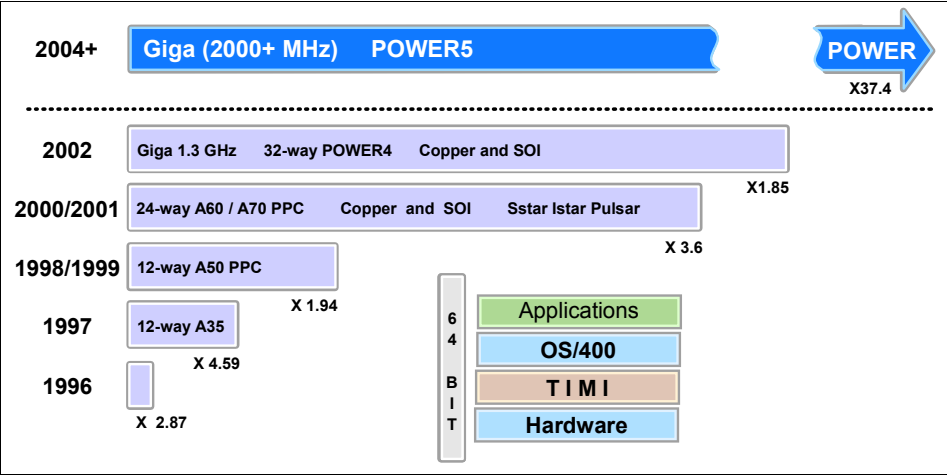 2004+ Giga (2000+ MHz) POWER5 POWER
X37.4
2002 Giga 1.3 GHz 32-way POWER4 Copper and SOI
X1.85
2000/2001 24-way A60 / A70 PPC Copper and SOI Sstar Istar Pulsar
X 3.6
1998/1999 12-way A50 PPC
X 1.94
1997 12-way A35
X 4.59
1996
X 2.87
64 BIT
Applications
OS/400
TIMI
Hardware